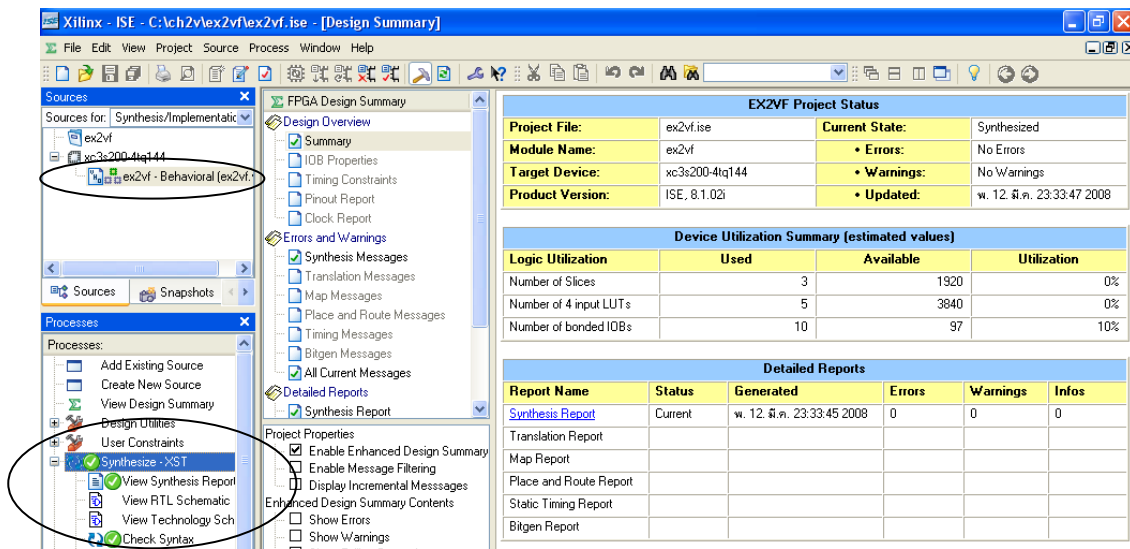 Xilinx - ISE - C:\ch2v\ex2vf\ex2vf.ise - [Design Summary]
File Edit View Project Source Process Window Help
Sources
Sources for: Synthesis/Implementatic
ex2vf
xc3s200-4tq144
ex2vf - Behavioral (ex2vf.
Sources
Snapshots
Processes
Processes:
Add Existing Source
Create New Source
View Design Summary
Design Utilities
User Constraints
Synthesize - XST
View Synthesis Report
View RTL Schematic
View Technology Sch
Check Syntax
FPGA Design Summary
Design Overview
Summary
IOB Properties
Timing Constraints
Pinout Report
Clock Report
Errors and Warnings
Synthesis Messages
Translation Messages
Map Messages
Place and Route Messages
Timing Messages
Bitgen Messages
All Current Messages
Detailed Reports
Synthesis Report
Project Properties
Enable Enhanced Design Summary
Enable Message Filtering
Display Incremental Messsages
Enhanced Design Summary Contents
Show Errors
Show Warnings
EX2VF Project Status
Project File: ex2vf.ise Current State: Synthesized
Module Name: ex2vf • Errors: No Errors
Target Device: xc3s200-4tq144 • Warnings: No Warnings
Product Version: ISE, 8.1.02i • Updated: พ. 12. มี.ค. 23:33:47 2008
Device Utilization Summary (estimated values)
Logic Utilization Used Available Utilization
Number of Slices 3 1920 0%
Number of 4 input LUTs 5 3840 0%
Number of bonded IOBs 10 97 10%
Detailed Reports
Report Name Status Generated Errors Warnings Infos
Synthesis Report Current พ. 12. มี.ค. 23:33:45 2008 0 0 0
Translation Report
Map Report
Place and Route Report
Static Timing Report
Bitgen Report